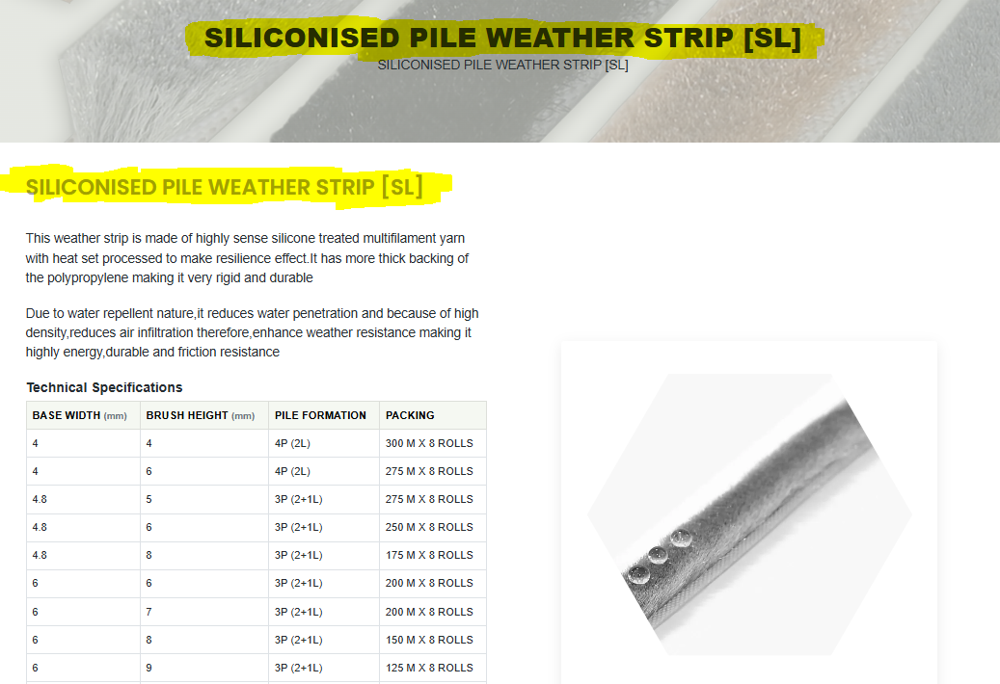 SILICONISED PILE WEATHER STRIP [SL]
SILICONISED PILE WEATHER STRIP [SL]
SILICONISED PILE WEATHER STRIP [SL]
This weather strip is made of highly sense silicone treated multifilament yarn
with heat set processed to make resilience effect.It has more thick backing of
the polypropylene making it very rigid and durable
Due to water repellent nature,it reduces water penetration and because of high
density,reduces air infiltration therefore,enhance weather resistance making it
highly energy,durable and friction resistance
Technical Specifications
BASE WIDTH (mm) BRUSH HEIGHT (mm) PILE FORMATION PACKING
4 4 4P (2L) 300 M X 8 ROLLS
4 6 4P (2L) 275 M X 8 ROLLS
4.8 5 3P (2+1L) 275 M X 8 ROLLS
4.8 6 3P (2+1L) 250 M X 8 ROLLS
4.8 8 3P (2+1L) 175 M X 8 ROLLS
6 6 3P (2+1L) 200 M X 8 ROLLS
6 7 3P (2+1L) 200 M X 8 ROLLS
6 8 3P (2+1L) 150 M X 8 ROLLS
6 9 3P (2+1L) 125 M X 8 ROLLS